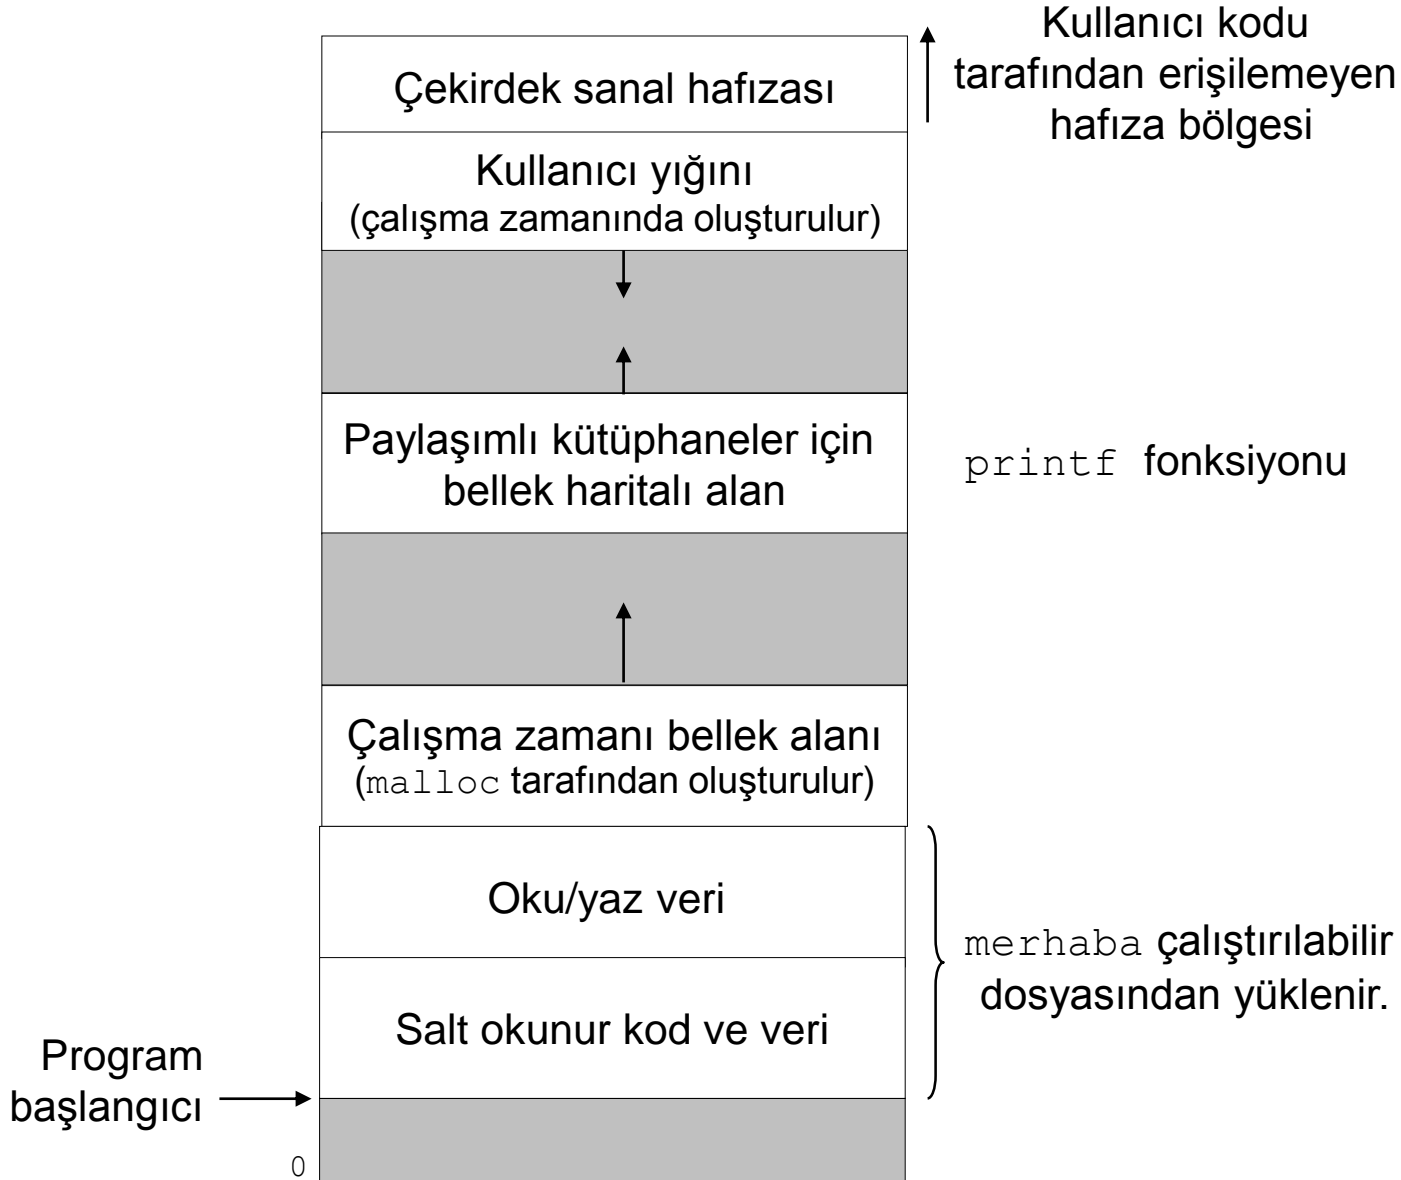 Kullanıcı kodu
tarafından erişilemeyen
hafıza bölgesi
Çekirdek sanal hafızası
Kullanıcı yığını
(çalışma zamanında oluşturulur)
Paylaşımlı kütüphaneler için
bellek haritalı alan
printf fonksiyonu
Çalışma zamanı bellek alanı
(malloc tarafından oluşturulur)
Oku/yaz veri
merhaba çalıştırılabilir
dosyasından yüklenir.
Salt okunur kod ve veri
Program
başlangıcı
0